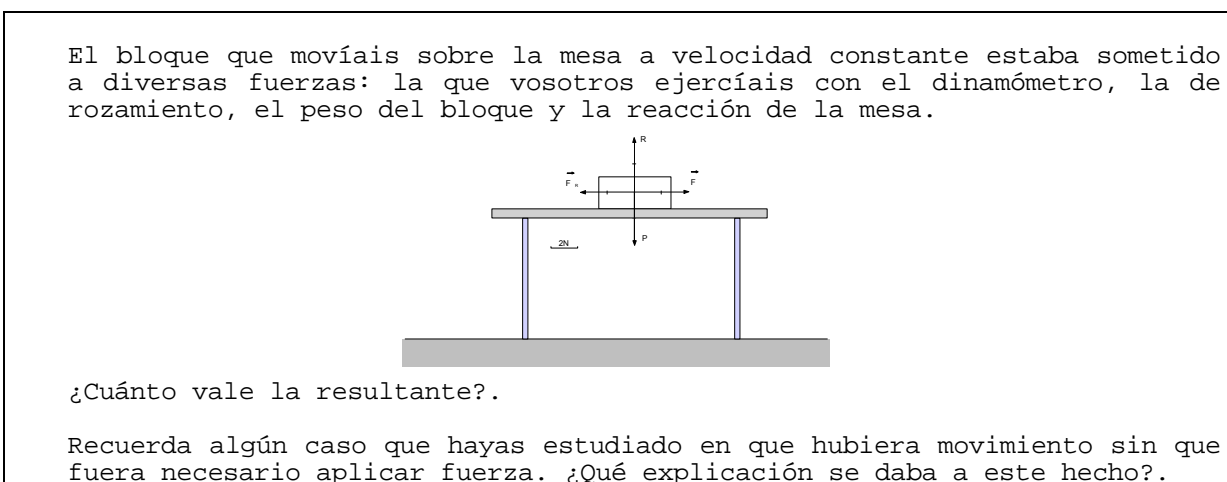 El bloque que movíais sobre la mesa a velocidad constante estaba sometido
a diversas fuerzas: la que vosotros ejercíais con el dinamómetro, la de
rozamiento, el peso del bloque y la reacción de la mesa.
R
F R
F
P
2N
¿Cuánto vale la resultante?.
Recuerda algún caso que hayas estudiado en que hubiera movimiento sin que
fuera necesario aplicar fuerza. ¿Qué explicación se daba a este hecho?.